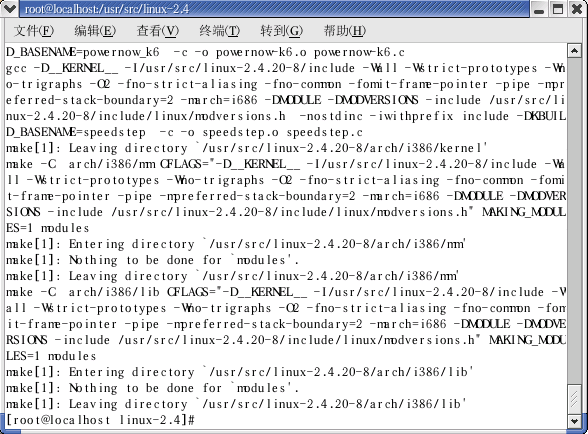 root@localhost:/usr/src/linux-2.4
文件(F) 编辑(E) 查看(V) 终端(T) 转到(G) 帮助(H)
D_BASENAME=powernow_k6  -c -o powernow-k6.o powernow-k6.c
gcc -D__KERNEL__ -I/usr/src/linux-2.4.20-8/include -Wall -Wstrict-prototypes -Wn
o-trigraphs -O2 -fno-strict-aliasing -fno-common -fomit-frame-pointer -pipe -mpr
eferred-stack-boundary=2 -march=i686 -DMODULE -DMODVERSIONS -include /usr/src/li
nux-2.4.20-8/include/linux/modversions.h  -nostdinc -iwithprefix include -DKBUIL
D_BASENAME=speedstep  -c -o speedstep.o speedstep.c
make[1]: Leaving directory `/usr/src/linux-2.4.20-8/arch/i386/kernel'
make -C  arch/i386/mm CFLAGS="-D__KERNEL__ -I/usr/src/linux-2.4.20-8/include -Wa
ll -Wstrict-prototypes -Wno-trigraphs -O2 -fno-strict-aliasing -fno-common -fomi
t-frame-pointer -pipe -mpreferred-stack-boundary=2 -march=i686 -DMODULE -DMODVER
SIONS -include /usr/src/linux-2.4.20-8/include/linux/modversions.h" MAKING_MODUL
ES=1 modules
make[1]: Entering directory `/usr/src/linux-2.4.20-8/arch/i386/mm'
make[1]: Nothing to be done for `modules'.
make[1]: Leaving directory `/usr/src/linux-2.4.20-8/arch/i386/mm'
make -C  arch/i386/lib CFLAGS="-D__KERNEL__ -I/usr/src/linux-2.4.20-8/include -W
all -Wstrict-prototypes -Wno-trigraphs -O2 -fno-strict-aliasing -fno-common -fom
it-frame-pointer -pipe -mpreferred-stack-boundary=2 -march=i686 -DMODULE -DMODVE
RSIONS -include /usr/src/linux-2.4.20-8/include/linux/modversions.h" MAKING_MODU
LES=1 modules
make[1]: Entering directory `/usr/src/linux-2.4.20-8/arch/i386/lib'
make[1]: Nothing to be done for `modules'.
make[1]: Leaving directory `/usr/src/linux-2.4.20-8/arch/i386/lib'
[root@localhost linux-2.4]#